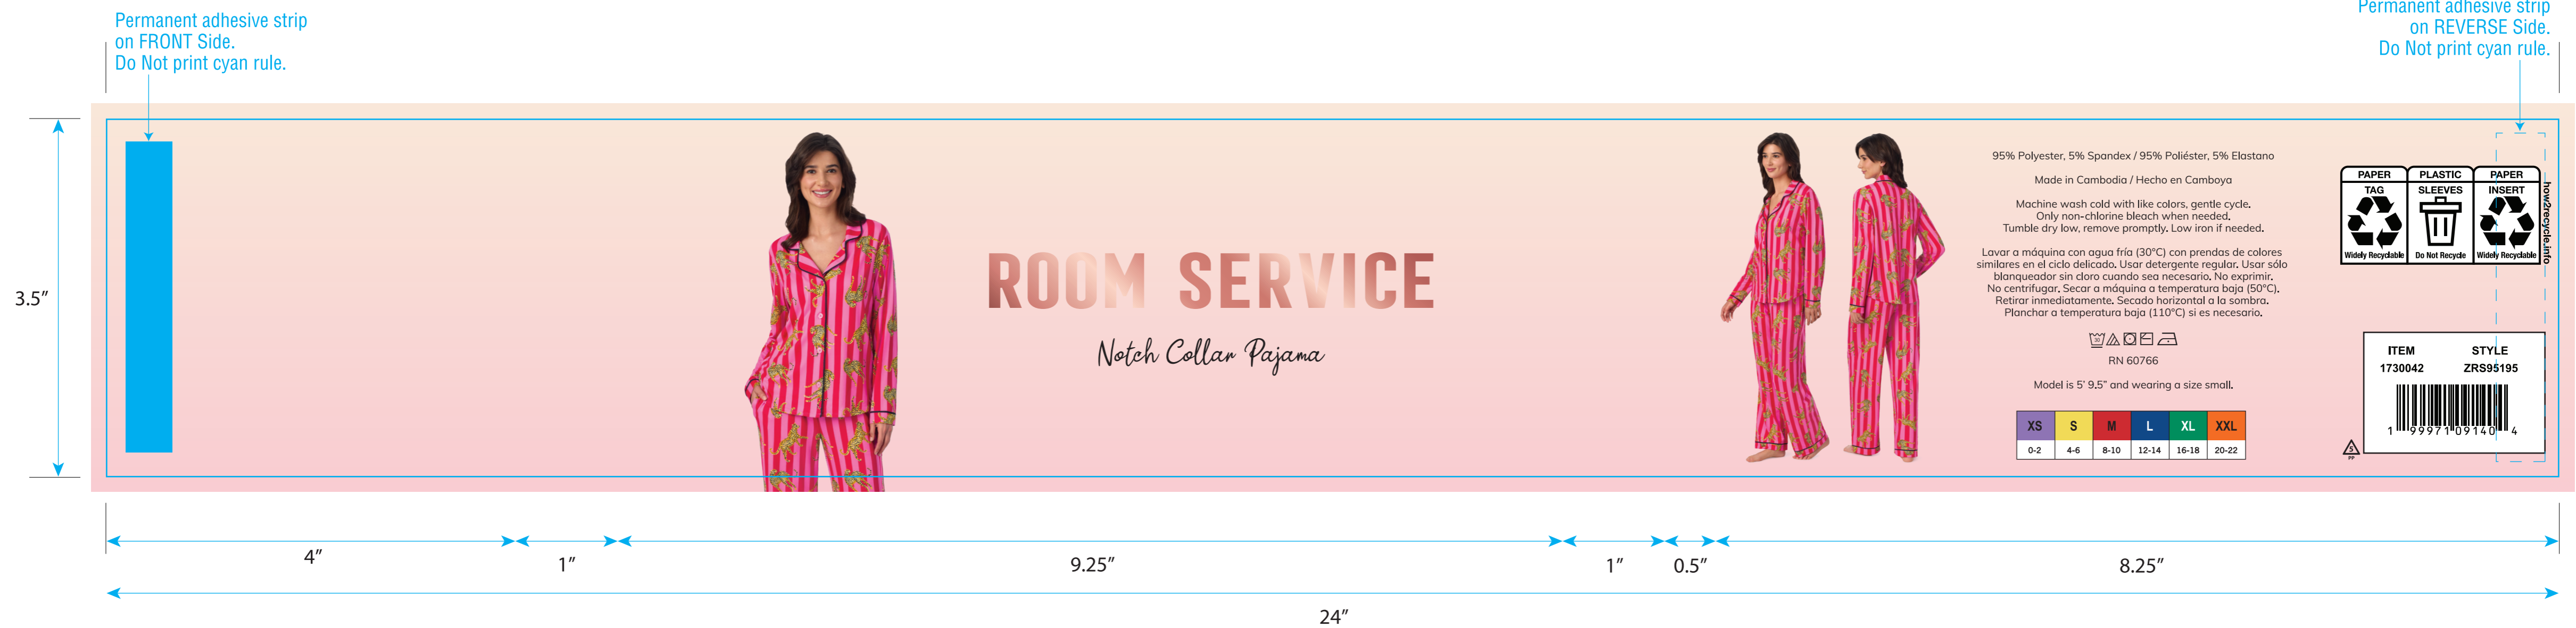 Permanent adhesive strip
on FRONT Side.
Do Not print cyan rule.
Permanent adhesive strip
on REVERSE Side.
Do Not print cyan rule.
3.5”
ROOM SERVICE
Notch Collar Pajama
95% Polyester, 5% Spandex / 95% Poliéster, 5% Elastano
Made in Cambodia / Hecho en Camboya
Machine wash cold with like colors, gentle cycle.
Only non-chlorine bleach when needed.
Tumble dry low, remove promptly. Low iron if needed.
Lavar a máquina con agua fría (30°C) con prendas de colores
similares en el ciclo delicado. Usar detergente regular. Usar sólo
blanqueador sin cloro cuando sea necesario. No exprimir.
No centrifugar. Secar a máquina a temperatura baja (50°C).
Retirar inmediatamente. Secado horizontal a la sombra.
Planchar a temperatura baja (110°C) si es necesario.
30
RN 60766
Model is 5’ 9.5” and wearing a size small.
XS S M L XL XXL
0-2 4-6 8-10 12-14 16-18 20-22
PAPER PLASTIC PAPER
TAG SLEEVES INSERT
Widely Recyclable Do Not Recycle Widely Recyclable
how2recycle.info
ITEM STYLE
1730042 ZRS95195
1 99971 09140 4
5
PP
4” 1” 9.25” 1” 0.5” 8.25”
24”